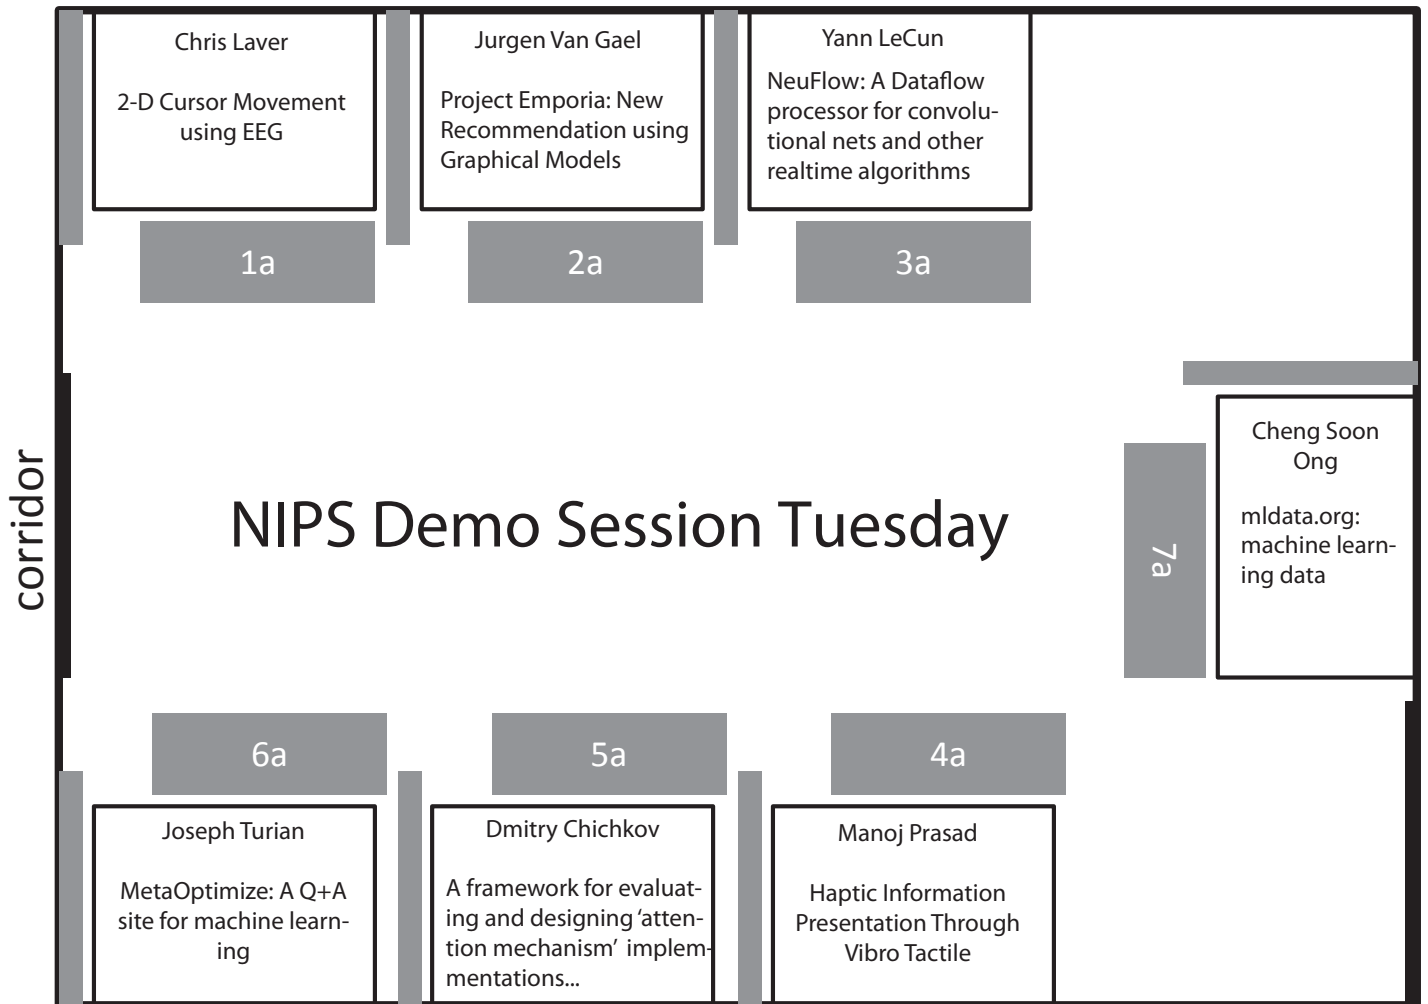 Chris Laver
2-D Cursor Movement
using EEG
1a
Jurgen Van Gael
Project Emporia: New
Recommendation using
Graphical Models
2a
Yann LeCun
NeuFlow: A Dataflow
processor for convolu-
tional nets and other
realtime algorithms
3a
corridor
NIPS Demo Session Tuesday
7a
Cheng Soon
Ong
mldata.org:
machine learn-
ing data
6a
Joseph Turian
MetaOptimize: A Q+A
site for machine learn-
ing
5a
Dmitry Chichkov
A framework for evaluat-
ing and designing ‘atten-
tion mechanism’ implem-
mentations...
4a
Manoj Prasad
Haptic Information
Presentation Through
Vibro Tactile